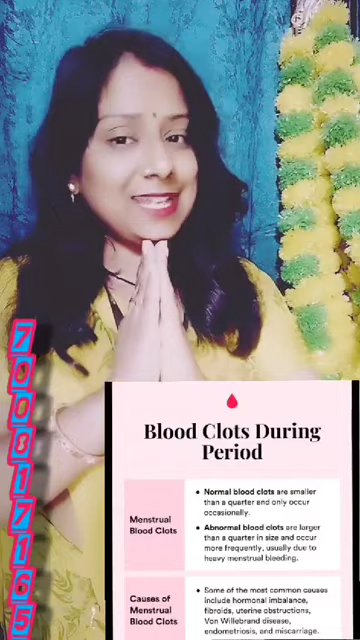 70081765
Blood Clots During
Period
Menstrual
Blood Clots
• Normal blood clots are smaller
than a quarter and only occur
occasionally.
• Abnormal blood clots are larger
than a quarter in size and occur
more frequently, usually due to
heavy menstrual bleeding.
Causes of
Menstrual
Blood Clots
• Some of the most common causes
include hormonal imbalance,
fibroids, uterine obstructions,
Von Willebrand disease,
endometriosis, and miscarriage.